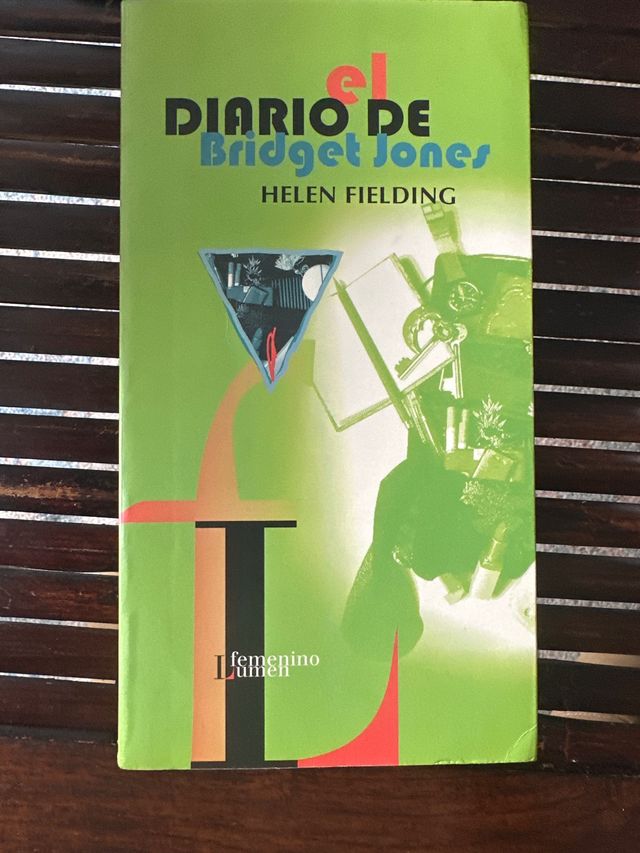 el
DIARIO DE
Bridget Jones
HELEN FIELDING
femenino
Lumen